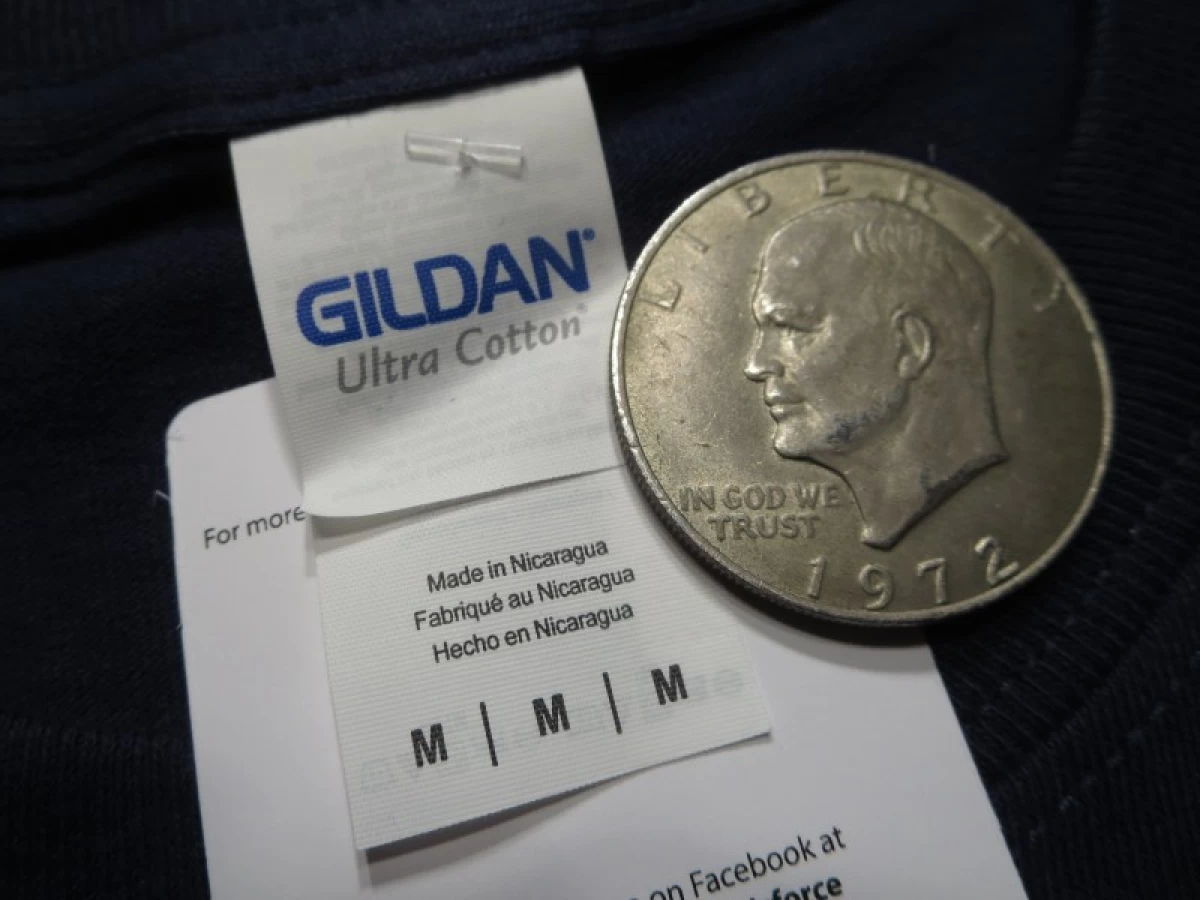 GILDAN®
Ultra Cotton®
For more
Made in Nicaragua
Fabriqué au Nicaragua
Hecho en Nicaragua
M | M | M
on Facebook at
force
LIBERTY
IN GOD WE
TRUST
1972